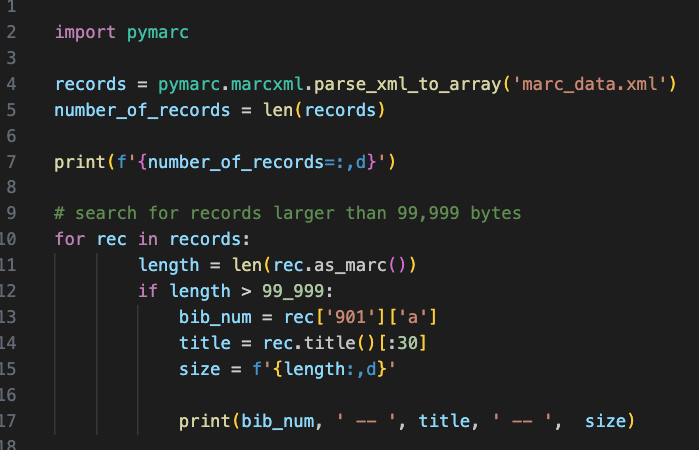 1
2 import pymarc
3
4 records = pymarc.marcxml.parse_xml_to_array('marc_data.xml')
5 number_of_records = len(records)
6
7 print(f'{number_of_records=:,d}')
8
9 # search for records larger than 99,999 bytes
10 for rec in records:
11         length = len(rec.as_marc())
12         if length > 99_999:
13             bib_num = rec['901']['a']
14             title = rec.title()[:30]
15             size = f'{length:,d}'
16
17             print(bib_num, ' -- ', title, ' -- ',  size)
18